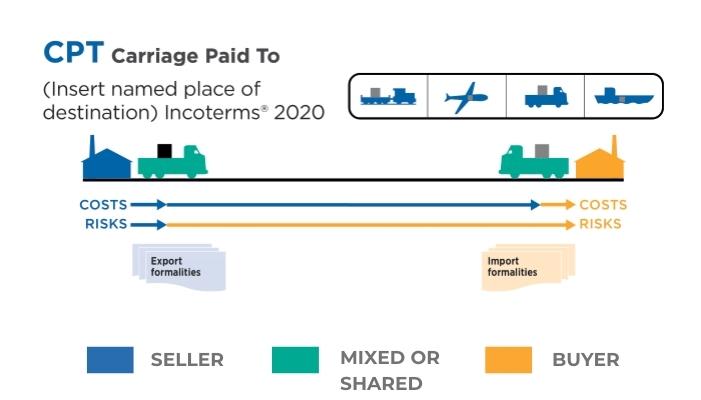 CPT Carriage Paid To
(Insert named place of
destination) Incoterms® 2020
COSTS COSTS
RISKS RISKS
Export
formalities
Import
formalities
SELLER
MIXED OR
SHARED
BUYER